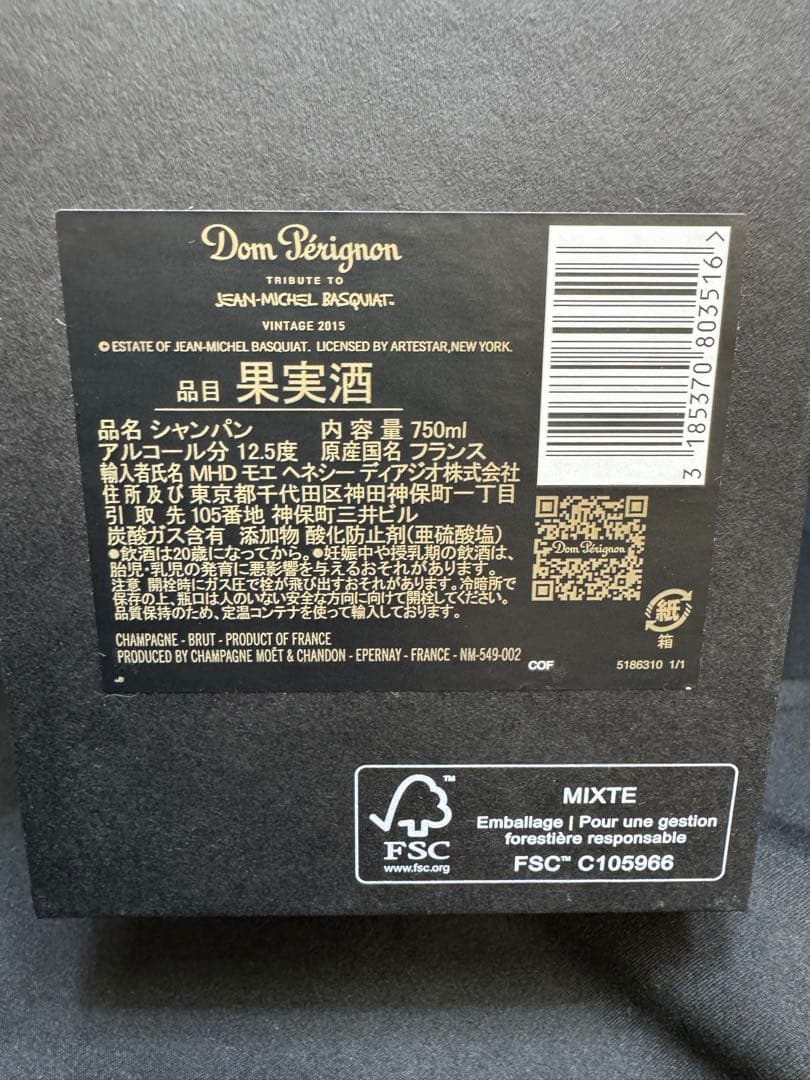 Dom Pérignon
TRIBUTE TO
JEAN-MICHEL BASQUIAT™
VINTAGE 2015
© ESTATE OF JEAN-MICHEL BASQUIAT. LICENSED BY ARTESTAR, NEW YORK.
品目 果実酒
品名 シャンパン 内容量 750ml
アルコール分 12.5度 原産国名 フランス
輸入者氏名 MHD モエ ヘネシー ディアジオ株式会社
住所及び 東京都千代田区神田神保町一丁目
引取先 105番地 神保町三井ビル
炭酸ガス含有 添加物 酸化防止剤(亜硫酸塩)
●飲酒は20歳になってから。●妊娠中や授乳期の飲酒は、
胎児・乳児の発育に悪影響を与えるおそれがあります。
注意 開栓時にガス圧で栓が飛び出すおそれがあります。冷暗所で
保存の上、瓶口は人のいない安全な方向に向けて開栓してください。
品質保持のため、定温コンテナを使って輸入しております。
CHAMPAGNE - BRUT - PRODUCT OF FRANCE
PRODUCED BY CHAMPAGNE MOËT & CHANDON - EPERNAY - FRANCE - NM-549-002
COF
3 185370 803516 >
Dom Pérignon
紙
箱
5186310 1/1
FSC™
www.fsc.org
MIXTE
Emballage | Pour une gestion
forestière responsable
FSC™ C105966